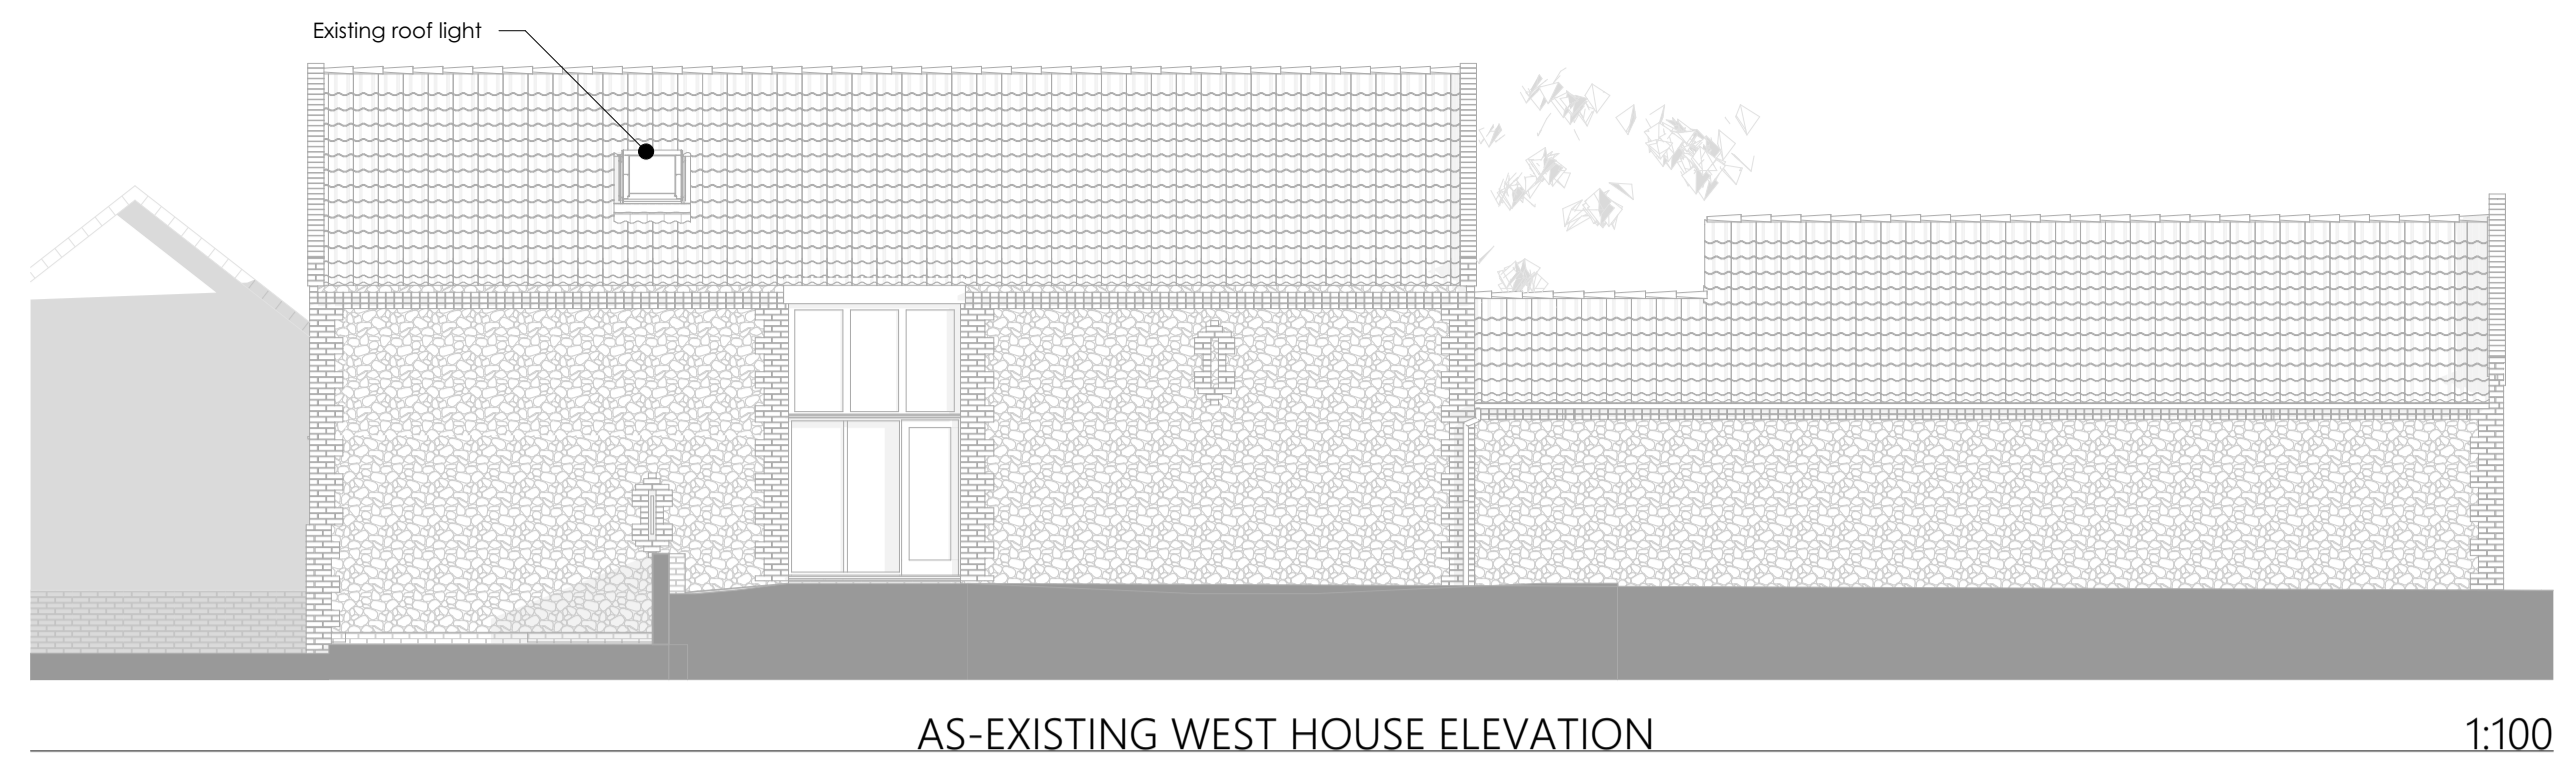 Existing roof light
AS-EXISTING WEST HOUSE ELEVATION
1:100